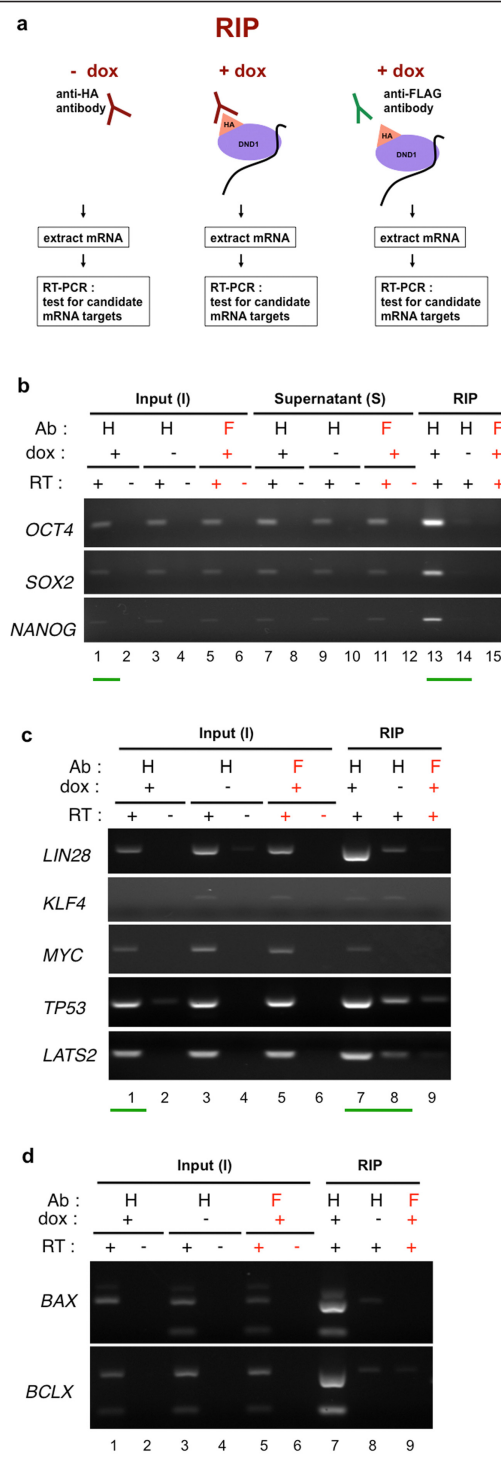 a
RIP
- dox
+ dox
+ dox
anti-HA
antibody
anti-FLAG
antibody
HA
DND1
HA
DND1
extract mRNA
extract mRNA
extract mRNA
RT-PCR :
test for candidate
mRNA targets
RT-PCR :
test for candidate
mRNA targets
RT-PCR :
test for candidate
mRNA targets
b
Input (I) Supernatant (S) RIP
Ab : H H F H H F H H F
dox : + - + + - + + - +
RT : + - + - + - + - + - + - + + +
OCT4
SOX2
NANOG
1 2 3 4 5 6 7 8 9 10 11 12 13 14 15
c
Input (I) RIP
Ab : H H F H H F
dox : + - + + - +
RT : + - + - + - + + +
LIN28
KLF4
MYC
TP53
LATS2
1 2 3 4 5 6 7 8 9
d
Input (I) RIP
Ab : H H F H H F
dox : + - + + - +
RT : + - + - + - + + +
BAX
BCLX
1 2 3 4 5 6 7 8 9